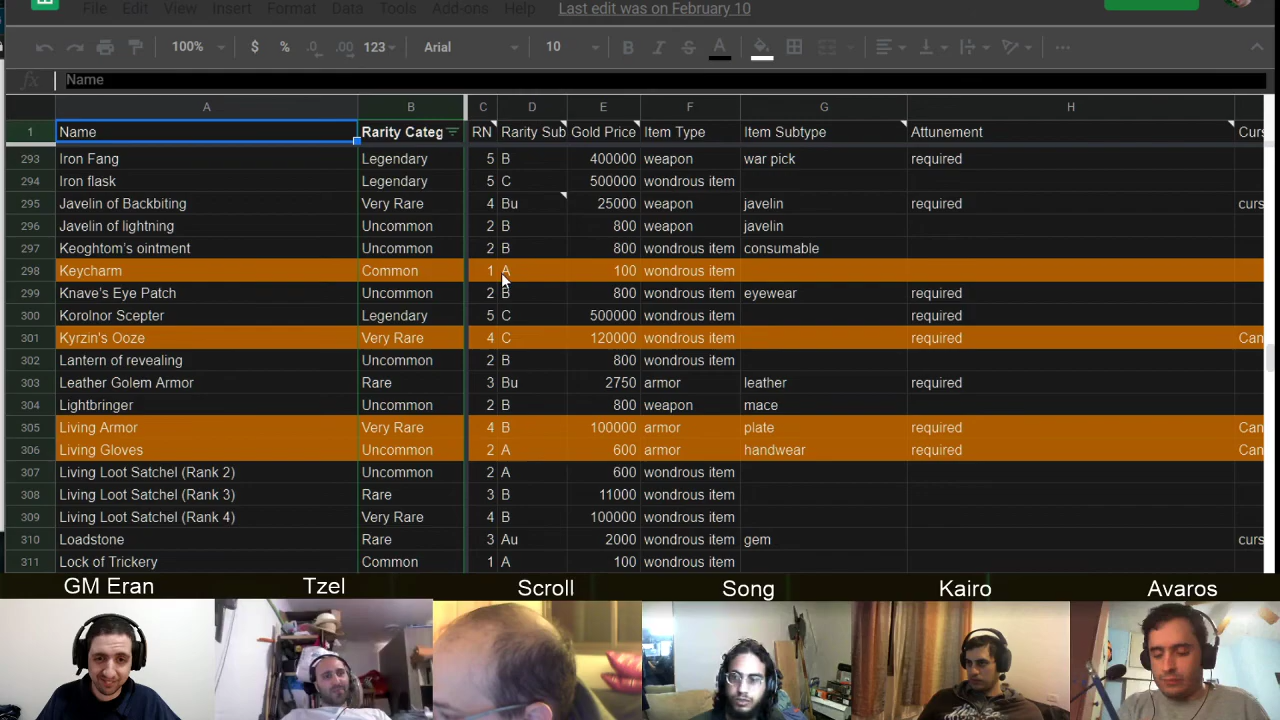 File Edit View Insert Format Data Tools Add-ons Help Last edit was on February 10
100% $ % .0 .00 123 Arial 10 B I S A
fx Name
A B C D E F G H
1 Name Rarity Categ RN Rarity Sub Gold Price Item Type Item Subtype Attunement Curs
293 Iron Fang Legendary 5 B 400000 weapon war pick required
294 Iron flask Legendary 5 C 500000 wondrous item
295 Javelin of Backbiting Very Rare 4 Bu 25000 weapon javelin required curs
296 Javelin of lightning Uncommon 2 B 800 weapon javelin
297 Keoghtom's ointment Uncommon 2 B 800 wondrous item consumable
298 Keycharm Common 1 A 100 wondrous item
299 Knave's Eye Patch Uncommon 2 B 800 wondrous item eyewear required
300 Korolnor Scepter Legendary 5 C 500000 wondrous item required
301 Kyrzin's Ooze Very Rare 4 C 120000 wondrous item required Can
302 Lantern of revealing Uncommon 2 B 800 wondrous item
303 Leather Golem Armor Rare 3 Bu 2750 armor leather required
304 Lightbringer Uncommon 2 B 800 weapon mace
305 Living Armor Very Rare 4 B 100000 armor plate required Can
306 Living Gloves Uncommon 2 A 600 armor handwear required Can
307 Living Loot Satchel (Rank 2) Uncommon 2 A 600 wondrous item
308 Living Loot Satchel (Rank 3) Rare 3 B 11000 wondrous item
309 Living Loot Satchel (Rank 4) Very Rare 4 B 100000 wondrous item
310 Loadstone Rare 3 Au 2000 wondrous item gem curs
311 Lock of Trickery Common 1 A 100 wondrous item
GM Eran Tzel Scroll Song Kairo Avaros